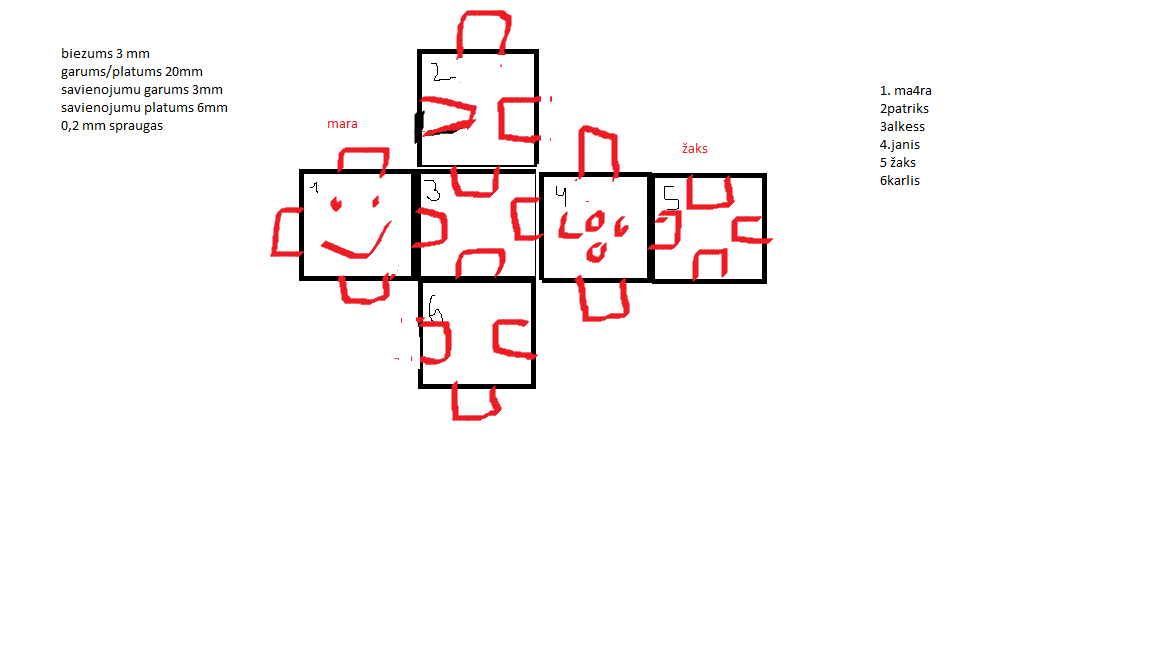 biezums 3 mm
garums/platums 20mm
savienojumu garums 3mm
savienojumu platums 6mm
0,2 mm spraugas
mara
žaks
1. ma4ra
2patriks
3alkess
4.janis
5 žaks
6karlis
2
1
3
4
5
LOGO
6